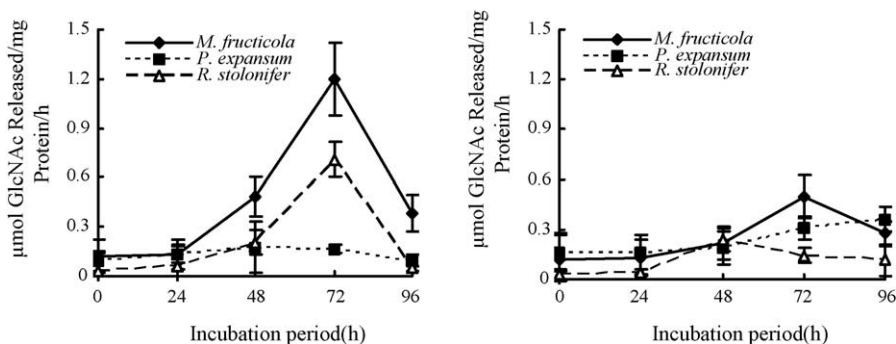 μmol GlcNAc Released/mg
Protein/h
1.5
1.2
0.9
0.6
0.3
0
M. fructicola
P. expansum
R. stolonifer
0 24 48 72 96
Incubation period(h)
μmol GlcNAc Released/mg
Protein/h
1.5
1.2
0.9
0.6
0.3
0
M. fructicola
P. expansum
R. stolonifer
0 24 48 72 96
Incubation period(h)